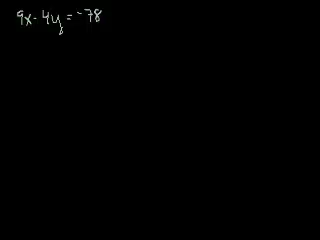 9x - 4y = -78